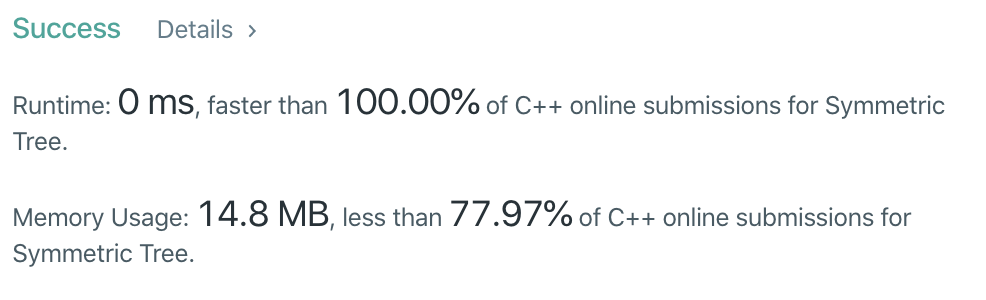 Success Details ›
Runtime: 0 ms, faster than 100.00% of C++ online submissions for Symmetric
Tree.
Memory Usage: 14.8 MB, less than 77.97% of C++ online submissions for
Symmetric Tree.